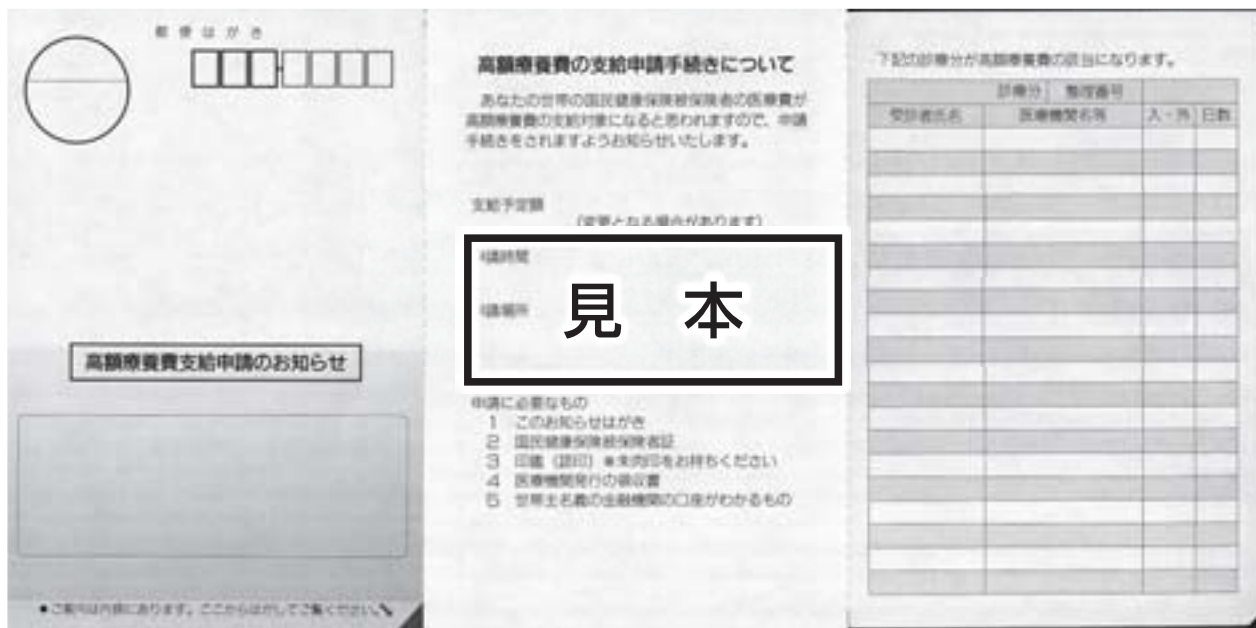 郵便はがき
高額療養費支給申請のお知らせ
●ご案内は内側にあります。ここからはがしてご覧ください。
高額療養費の支給申請手続きについて
あなたの世帯の国民健康保険被保険者の医療費が
高額療養費の支給対象になると思われますので、申請
手続きをされますようお知らせいたします。
支給予定額
(変更となる場合があります)
請時間
請場所
見 本
申請に必要なもの
1 このお知らせはがき
2 国民健康保険被保険者証
3 印鑑(認印)※朱肉印をお持ちください
4 医療機関発行の領収書
5 世帯主名義の金融機関の口座がわかるもの
下記の診療分が高額療養費の該当になります。
診療分 整理番号
受診者氏名 医療機関名等 入・外 日数